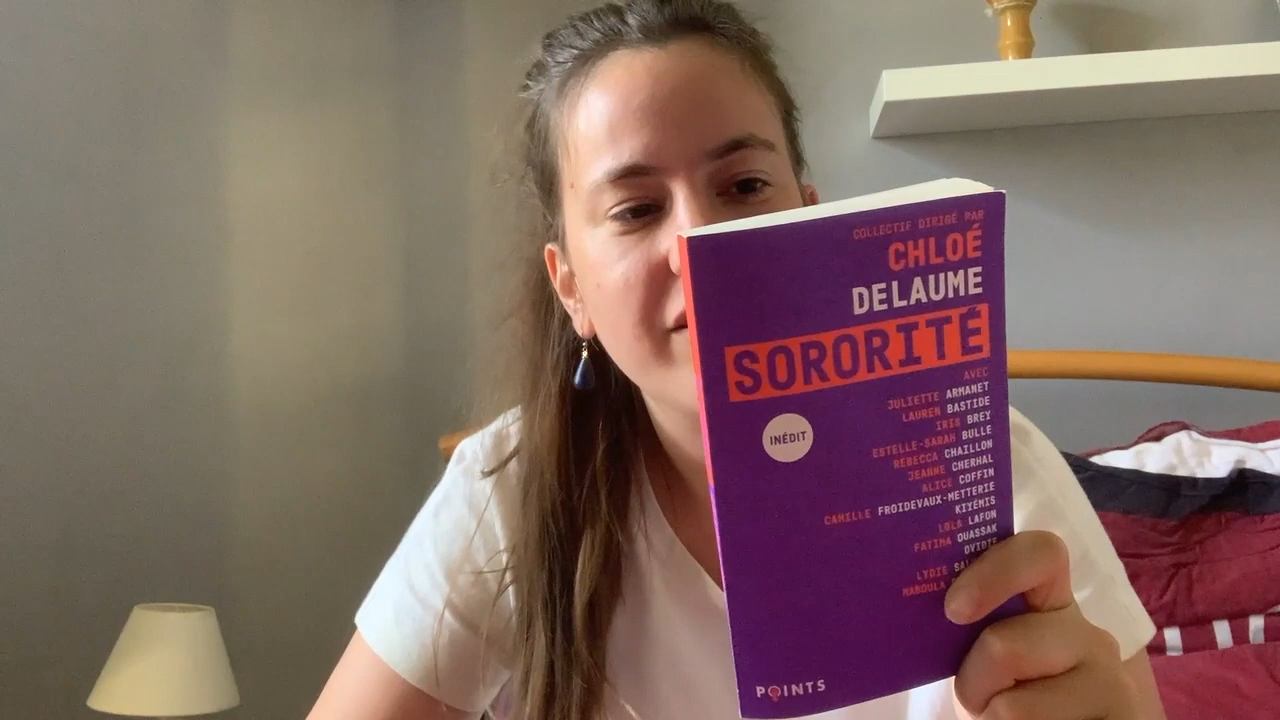 COLLECTIF DIRIGÉ PAR
CHLOÉ
DELAUME
SORORITÉ
AVEC
JULIETTE ARMANET
LAUREN BASTIDE
IRIS BREY
ESTELLE-SARAH BULLE
REBECCA CHAILLON
JEANNE CHERHAL
ALICE COFFIN
CAMILLE FROIDEVAUX-METTERIE
KIYÉMIS
LOLA LAFON
FATIMA OUASSAK
OVIDIE
LYDIE
MABOULA
INÉDIT
POINTS